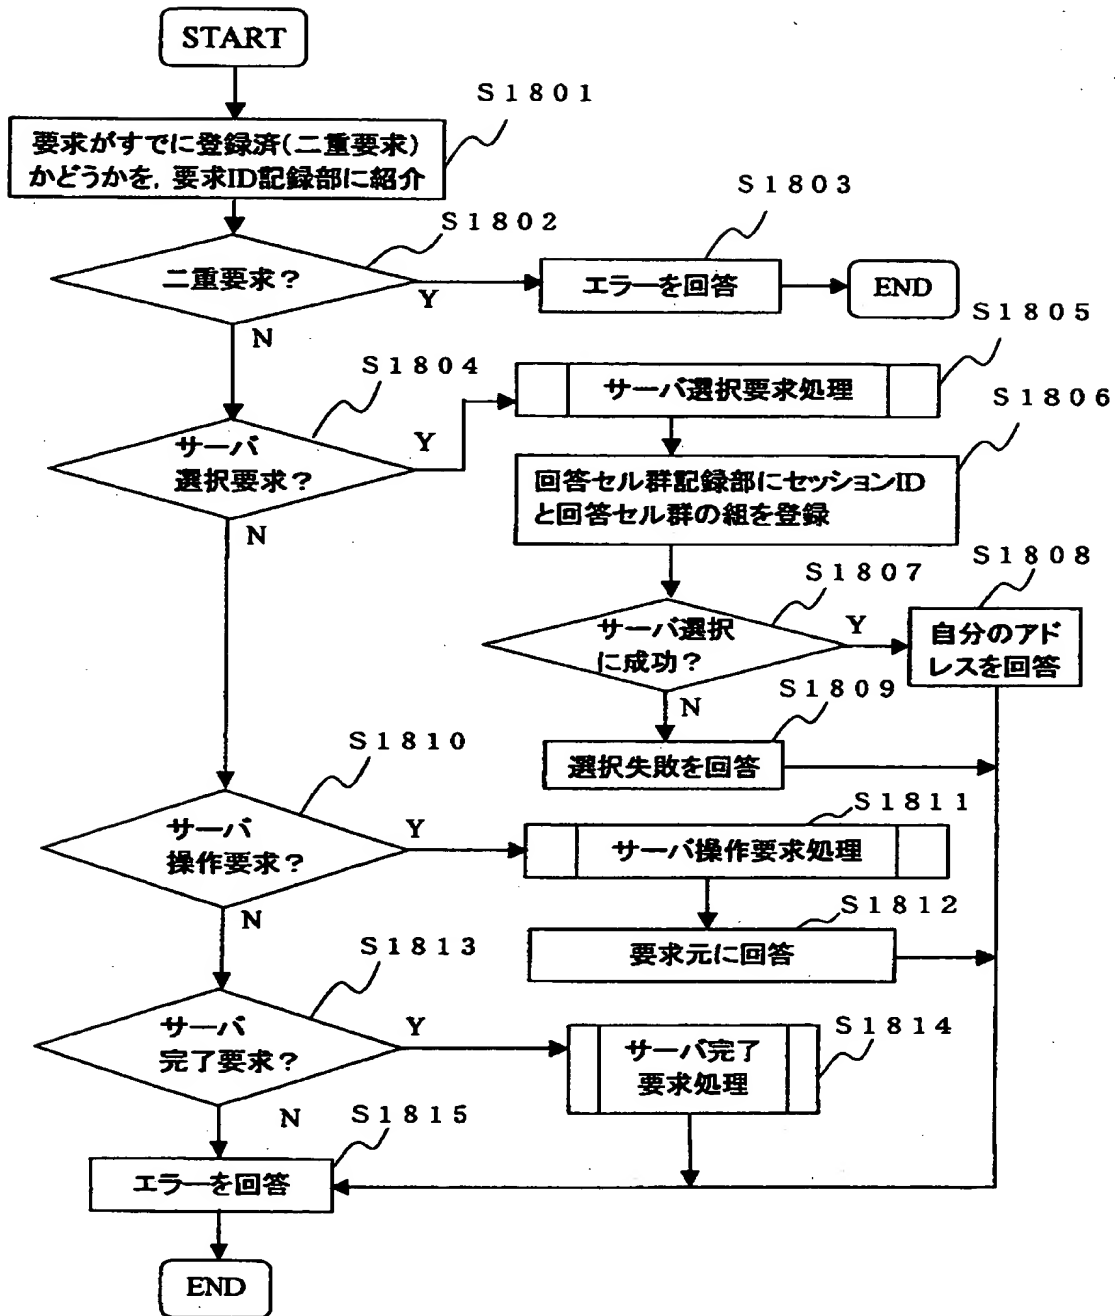 START
S1801
要求がすでに登録済(二重要求)
かどうかを, 要求ID記録部に紹介
S1802
S1803
二重要求?
Y
エラーを回答
END
N
S1804
S1805
サーバ選択要求処理
S1806
サーバ
選択要求?
Y
N
回答セル群記録部にセッションID
と回答セル群の組を登録
S1807
S1808
サーバ選択
に成功?
Y
自分のアド
レスを回答
N
S1809
選択失敗を回答
S1810
S1811
サーバ
操作要求?
Y
サーバ操作要求処理
N
S1812
要求元に回答
S1813
サーバ
完了要求?
Y
S1814
サーバ完了
要求処理
N
S1815
エラーを回答
END